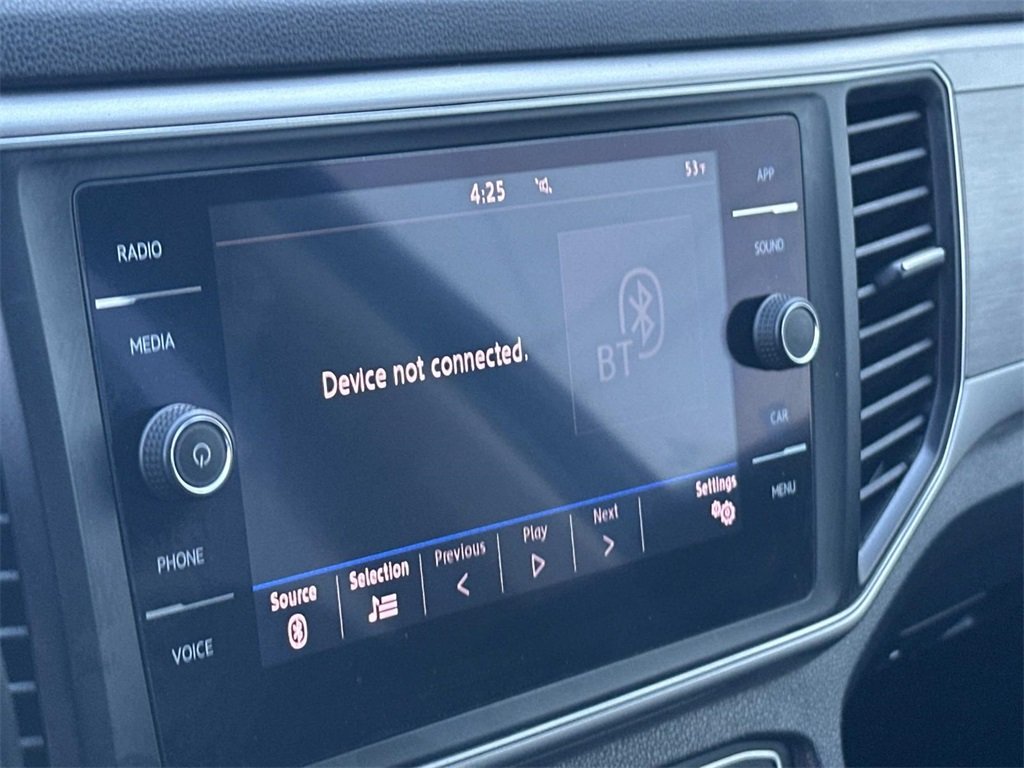 4:25
53°F
RADIO
MEDIA
PHONE
VOICE
APP
SOUND
CAR
MENU
Device not connected.
BT
Source
Selection
Previous
Play
Next
Settings